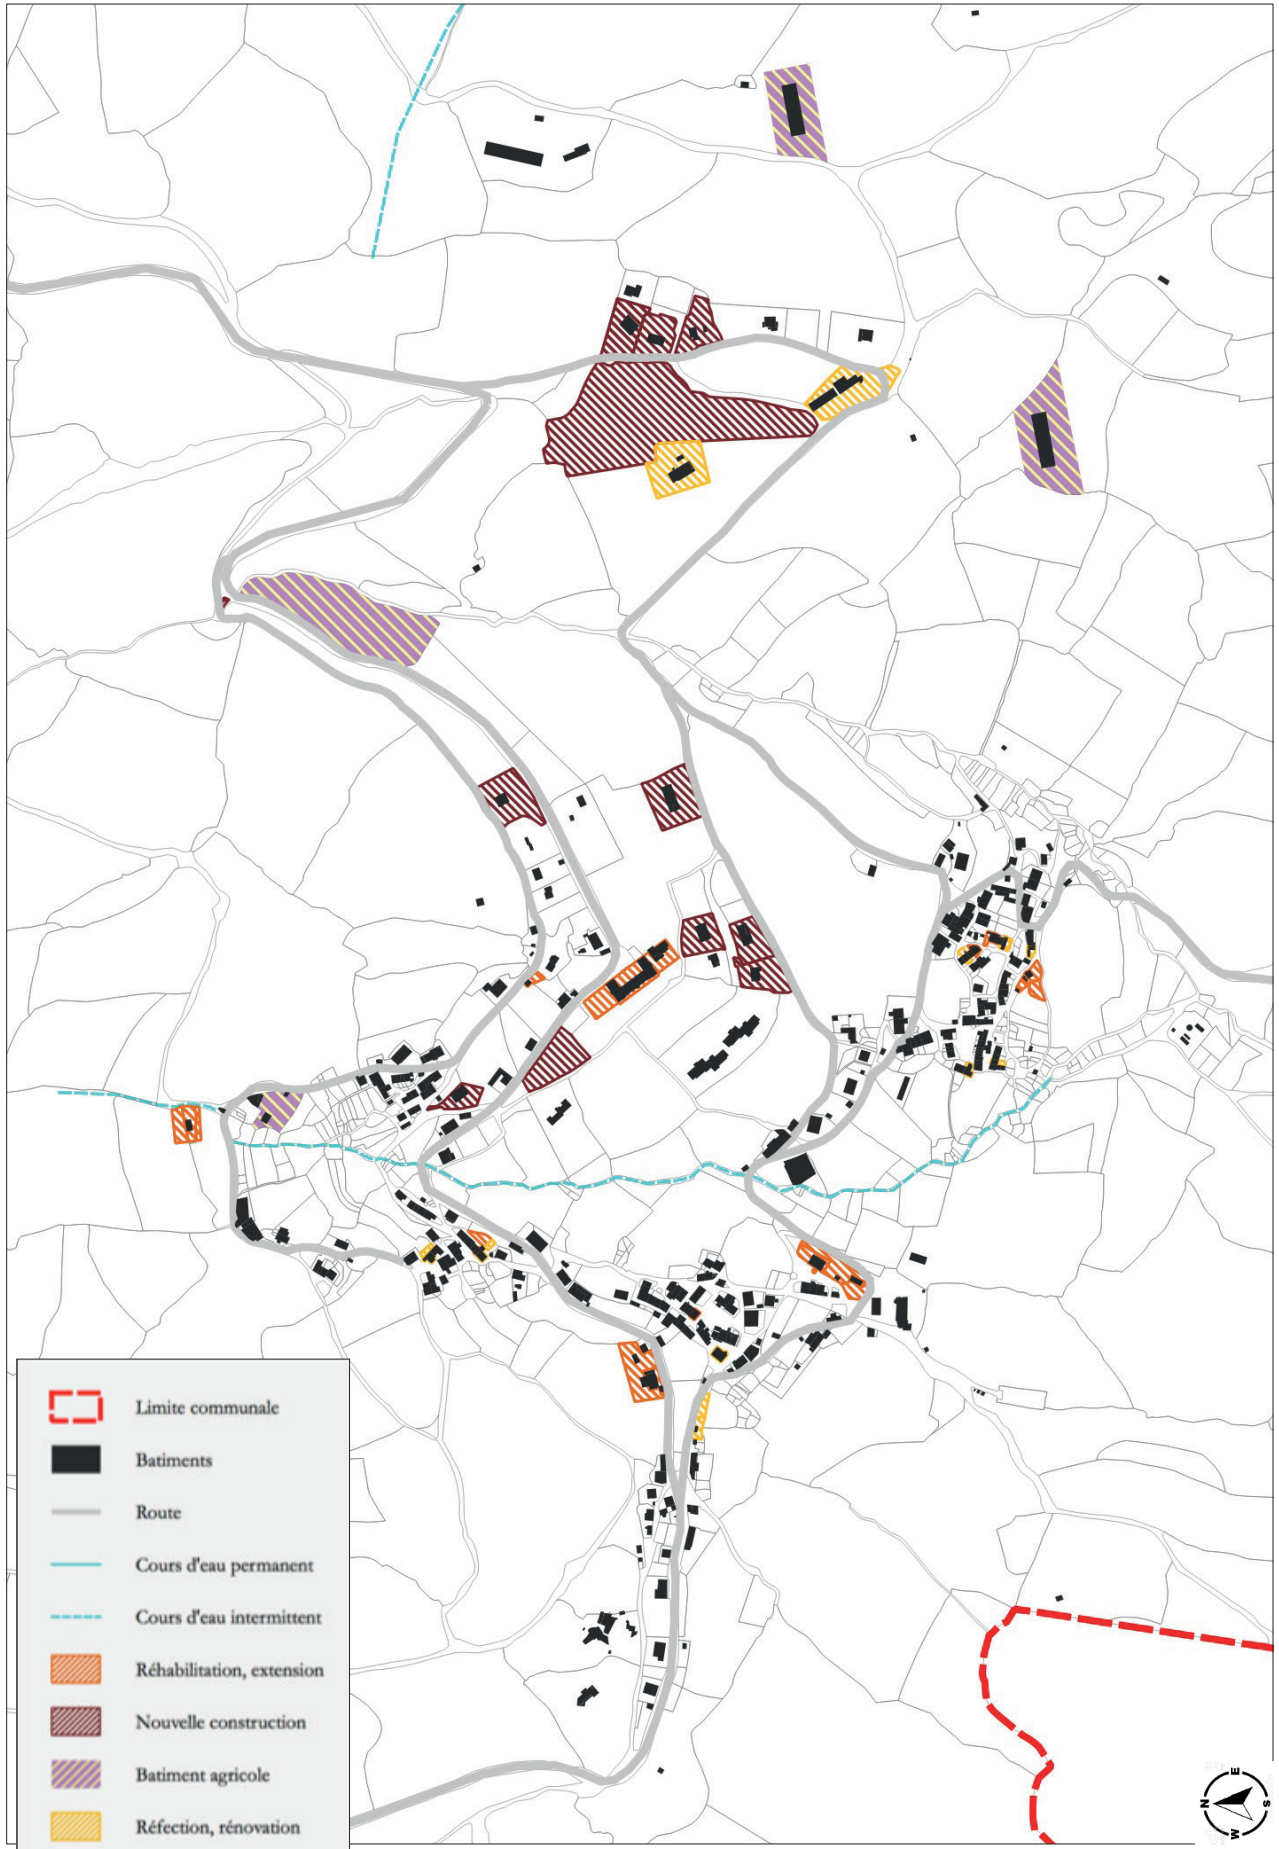 Limite communale
Batiments
Route
Cours d'eau permanent
Cours d'eau intermittent
Réhabilitation, extension
Nouvelle construction
Batiment agricole
Réfection, rénovation
E
N
S
W